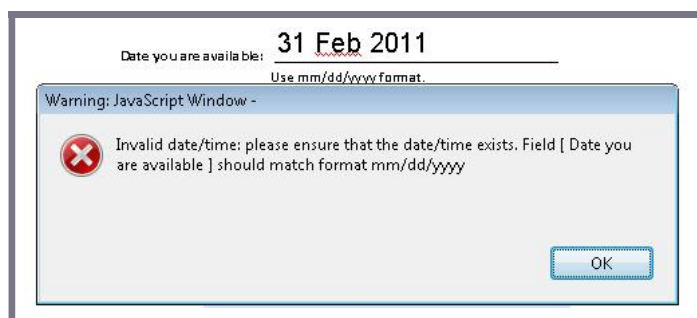 Date you are available: 31 Feb 2011
Use mm/dd/yyyy format.
Warning: JavaScript Window -
Invalid date/time: please ensure that the date/time exists. Field [ Date you
are available ] should match format mm/dd/yyyy
OK